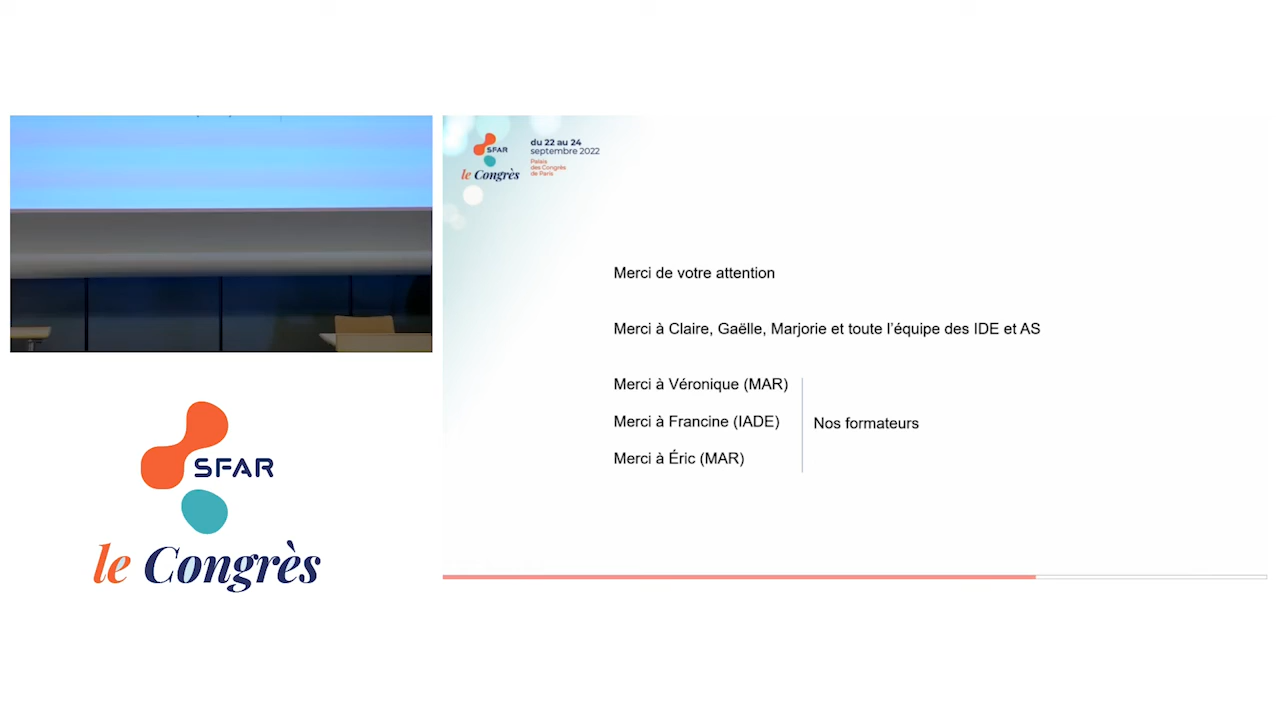 SFAR
le Congrès
du 22 au 24
septembre 2022
Palais
des Congrès
de Paris
Merci de votre attention
Merci à Claire, Gaëlle, Marjorie et toute l’équipe des IDE et AS
Merci à Véronique (MAR)
Merci à Francine (IADE)
Merci à Éric (MAR)
Nos formateurs
SFAR
le Congrès